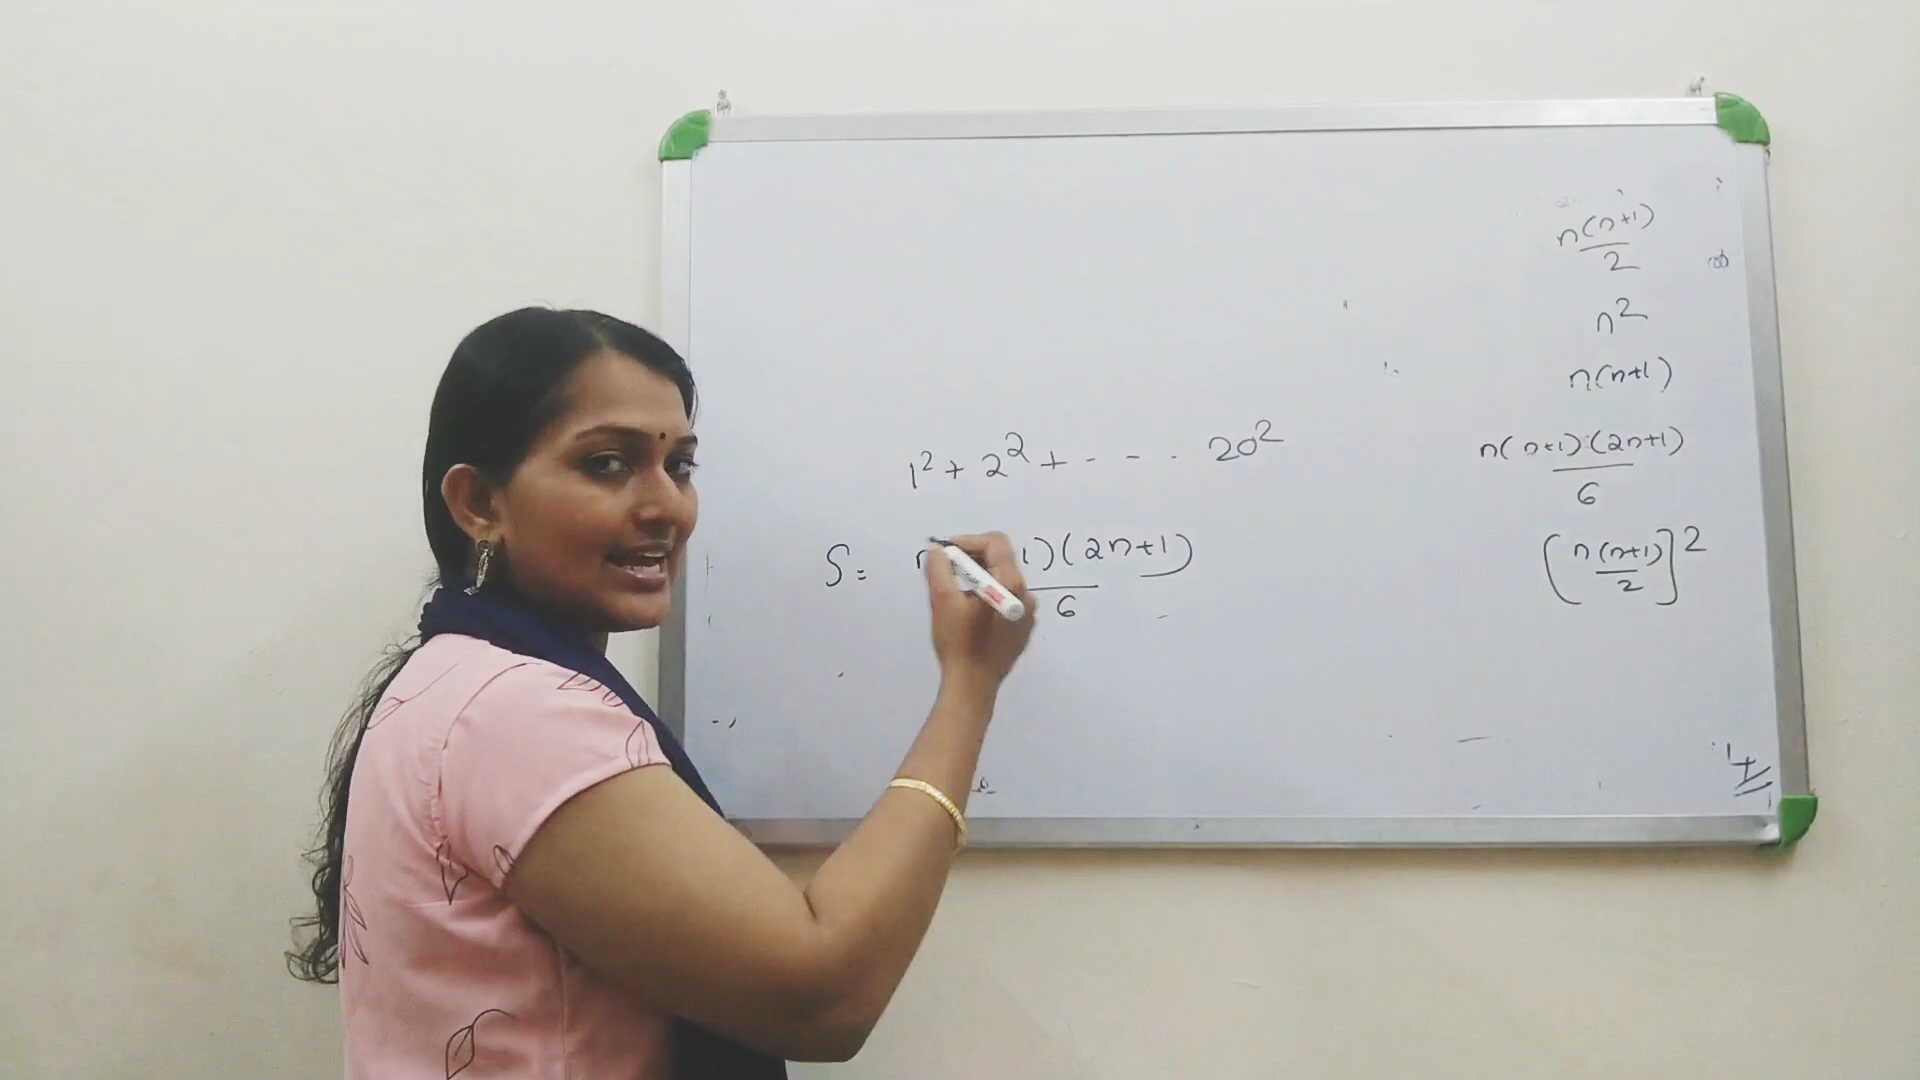 n(n+1)
2
n²
n(n+1)
1² + 2² + - - - 20²
n(n+1)(2n+1)
6
S = n 1)(2n+1)
6
[n(n+1)
2]²